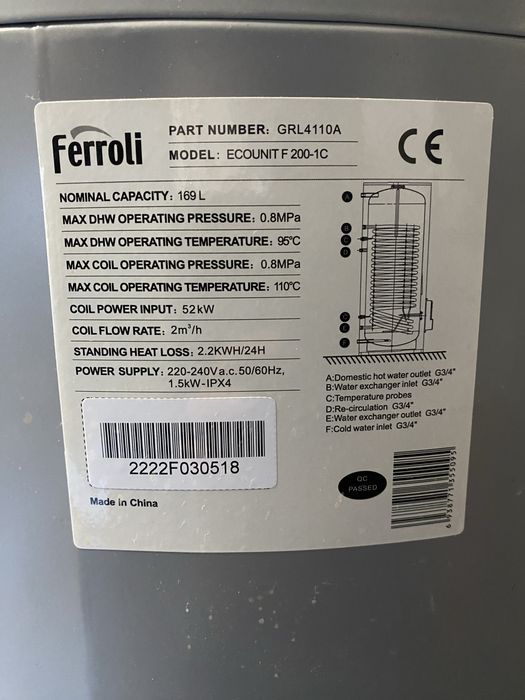 Ferroli
PART NUMBER: GRL4110A
MODEL: ECOUNIT F 200-1C
CE
NOMINAL CAPACITY: 169 L
MAX DHW OPERATING PRESSURE: 0.8MPa
MAX DHW OPERATING TEMPERATURE: 95℃
MAX COIL OPERATING PRESSURE: 0.8MPa
MAX COIL OPERATING TEMPERATURE: 110℃
COIL POWER INPUT: 52kW
COIL FLOW RATE: 2m³/h
STANDING HEAT LOSS: 2.2KWH/24H
POWER SUPPLY: 220-240Va.c.50/60Hz,
1.5kW-IPX4
A
B
C
D
C
E
F
A:Domestic hot water outlet G3/4"
B:Water exchanger inlet G3/4"
C:Temperature probes
D:Re-circulation G3/4"
E:Water exchanger outlet G3/4"
F:Cold water inlet G3/4"
2222F030518
Made in China
QC
PASSED
6938771355095